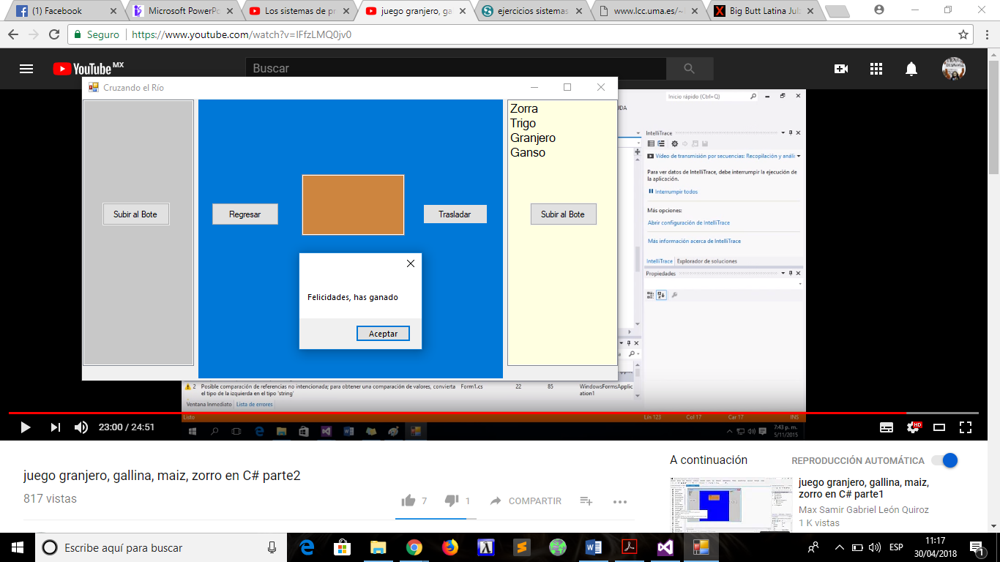 (1) Facebook
Microsoft PowerPo
Los sistemas de pr
juego granjero, ga
ejercicios sistemas
www.lcc.uma.es/~
Big Butt Latina Jul
Seguro https://www.youtube.com/watch?v=lFfzLMQ0jv0
YouTube MX
Buscar
Cruzando el Río
Inicio rápido (Ctrl+Q)
UDA
Zorra
Trigo
Granjero
Ganso
Subir al Bote
Regresar
Trasladar
Subir al Bote
Felicidades, has ganado
Aceptar
IntelliTrace
Vídeo de transmisión por secuencias: Recopilación y anális
Para ver datos de IntelliTrace, debe interrumpir la ejecución de
la aplicación.
Interrumpir todos
Más opciones:
Abrir configuración de IntelliTrace
Más información acerca de IntelliTrace
IntelliTrace Explorador de soluciones
Propiedades
2 Posible comparación de referencias no intencionada; para obtener una comparación de valores, convierta Form1.cs 22 85 WindowsFormsApplic
el tipo de la izquierda en el tipo 'string' ation1
Ventana Inmediato Lista de errores
Listo Lín 123 Col 17 Car 17 INS
7:43 p. m.
5/11/2015
23:00 / 24:51
HD
juego granjero, gallina, maiz, zorro en C# parte2
817 vistas
7
1
COMPARTIR
A continuación
REPRODUCCIÓN AUTOMÁTICA
juego granjero, gallina, maiz,
zorro en C# parte1
Max Samir Gabriel León Quiroz
1 K vistas
Escribe aquí para buscar
ESP
11:17
30/04/2018
1